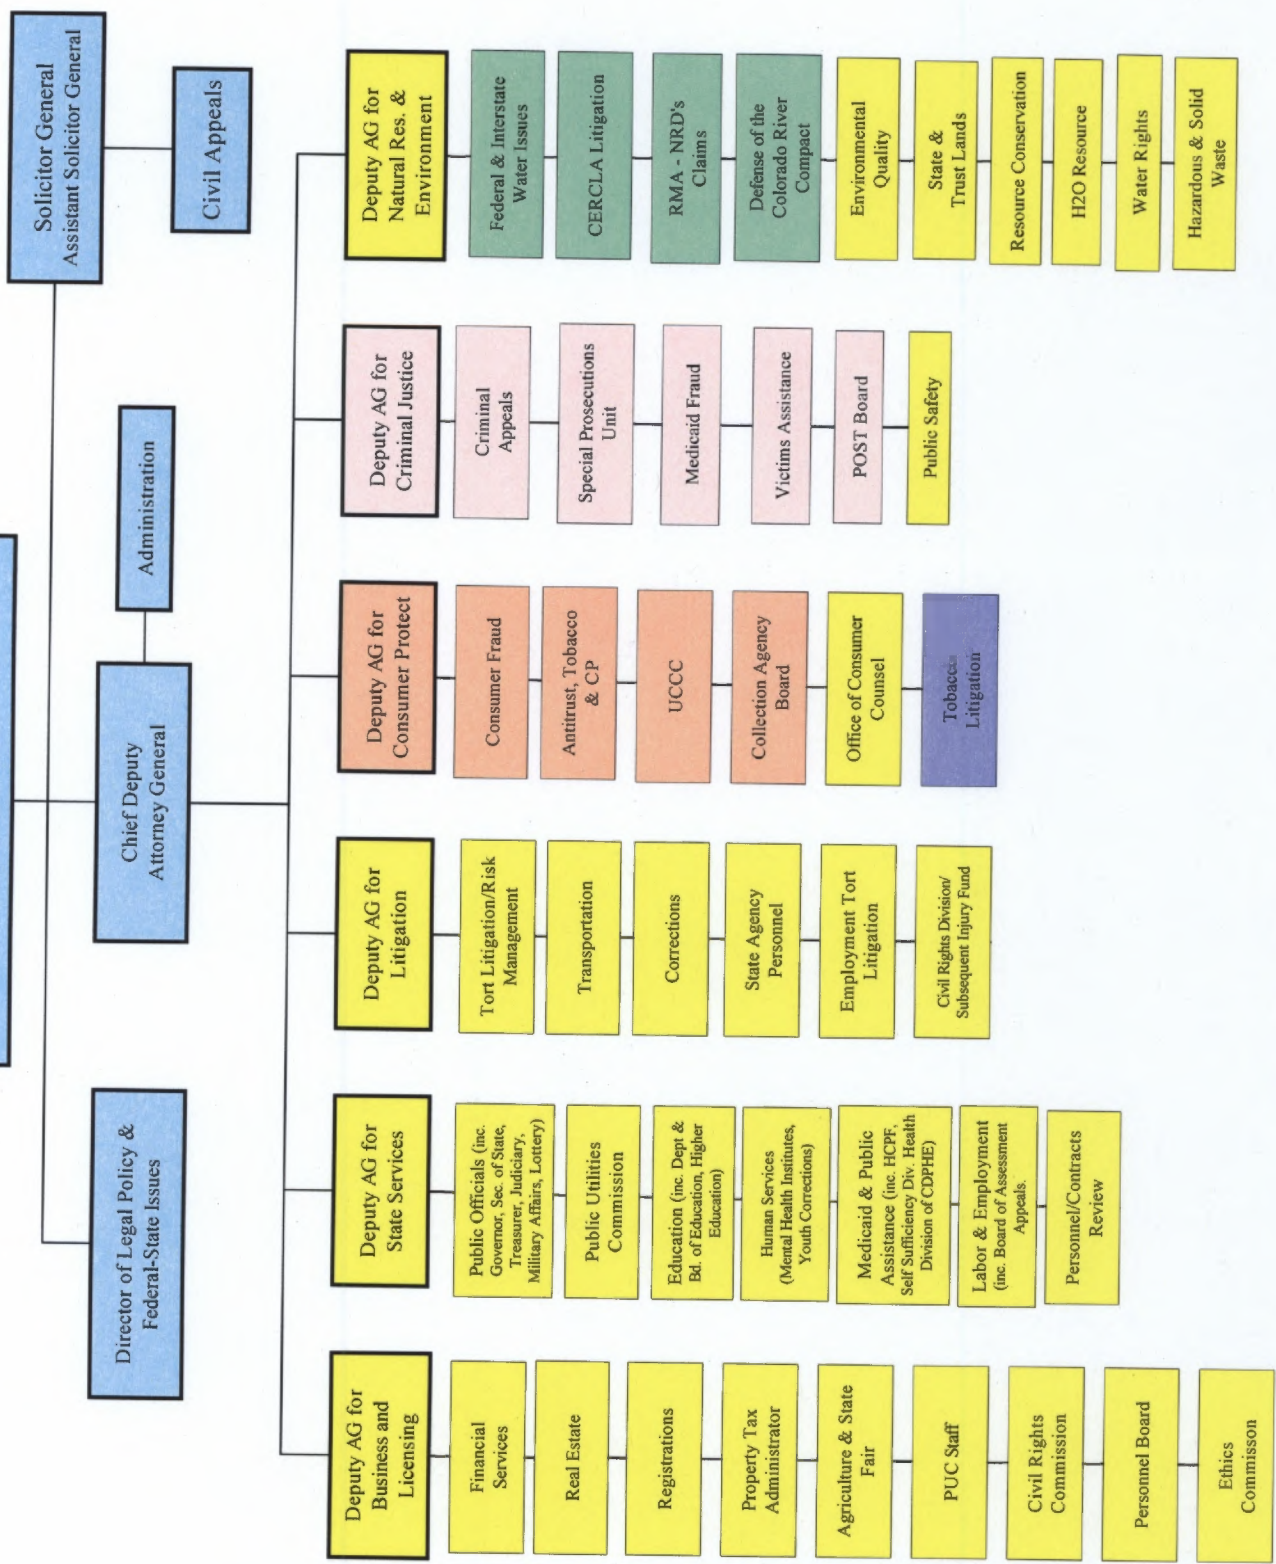 Solicitor General
Assistant Solicitor General
Civil Appeals
Chief Deputy
Attorney General
Administration
Director of Legal Policy &
Federal-State Issues
Deputy AG for
Business and
Licensing
Financial
Services
Real Estate
Registrations
Property Tax
Administrator
Agriculture & State
Fair
PUC Staff
Civil Rights
Commission
Personnel Board
Ethics
Commisson
Deputy AG for
State Services
Public Officials (inc.
Governor, Sec. of State,
Treasurer, Judiciary,
Military Affairs, Lottery)
Public Utilities
Commission
Education (inc. Dept &
Bd. of Education, Higher
Education)
Human Services
(Mental Health Institutes,
Youth Corrections)
Medicaid & Public
Assistance (inc. HCPF,
Self Sufficiency Div. Health
Division of CDPHE)
Labor & Employment
(inc. Board of Assessment
Appeals.
Personnel/Contracts
Review
Deputy AG for
Litigation
Tort Litigation/Risk
Management
Transportation
Corrections
State Agency
Personnel
Employment Tort
Litigation
Civil Rights Division/
Subsequent Injury Fund
Deputy AG for
Consumer Protect
Consumer Fraud
Antitrust, Tobacco
& CP
UCCC
Collection Agency
Board
Office of Consumer
Counsel
Tobacco
Litigation
Deputy AG for
Criminal Justice
Criminal
Appeals
Special Prosecutions
Unit
Medicaid Fraud
Victims Assistance
POST Board
Public Safety
Deputy AG for
Natural Res. &
Environment
Federal & Interstate
Water Issues
CERCLA Litigation
RMA - NRD's
Claims
Defense of the
Colorado River
Compact
Environmental
Quality
State &
Trust Lands
Resource Conservation
H2O Resource
Water Rights
Hazardous & Solid
Waste